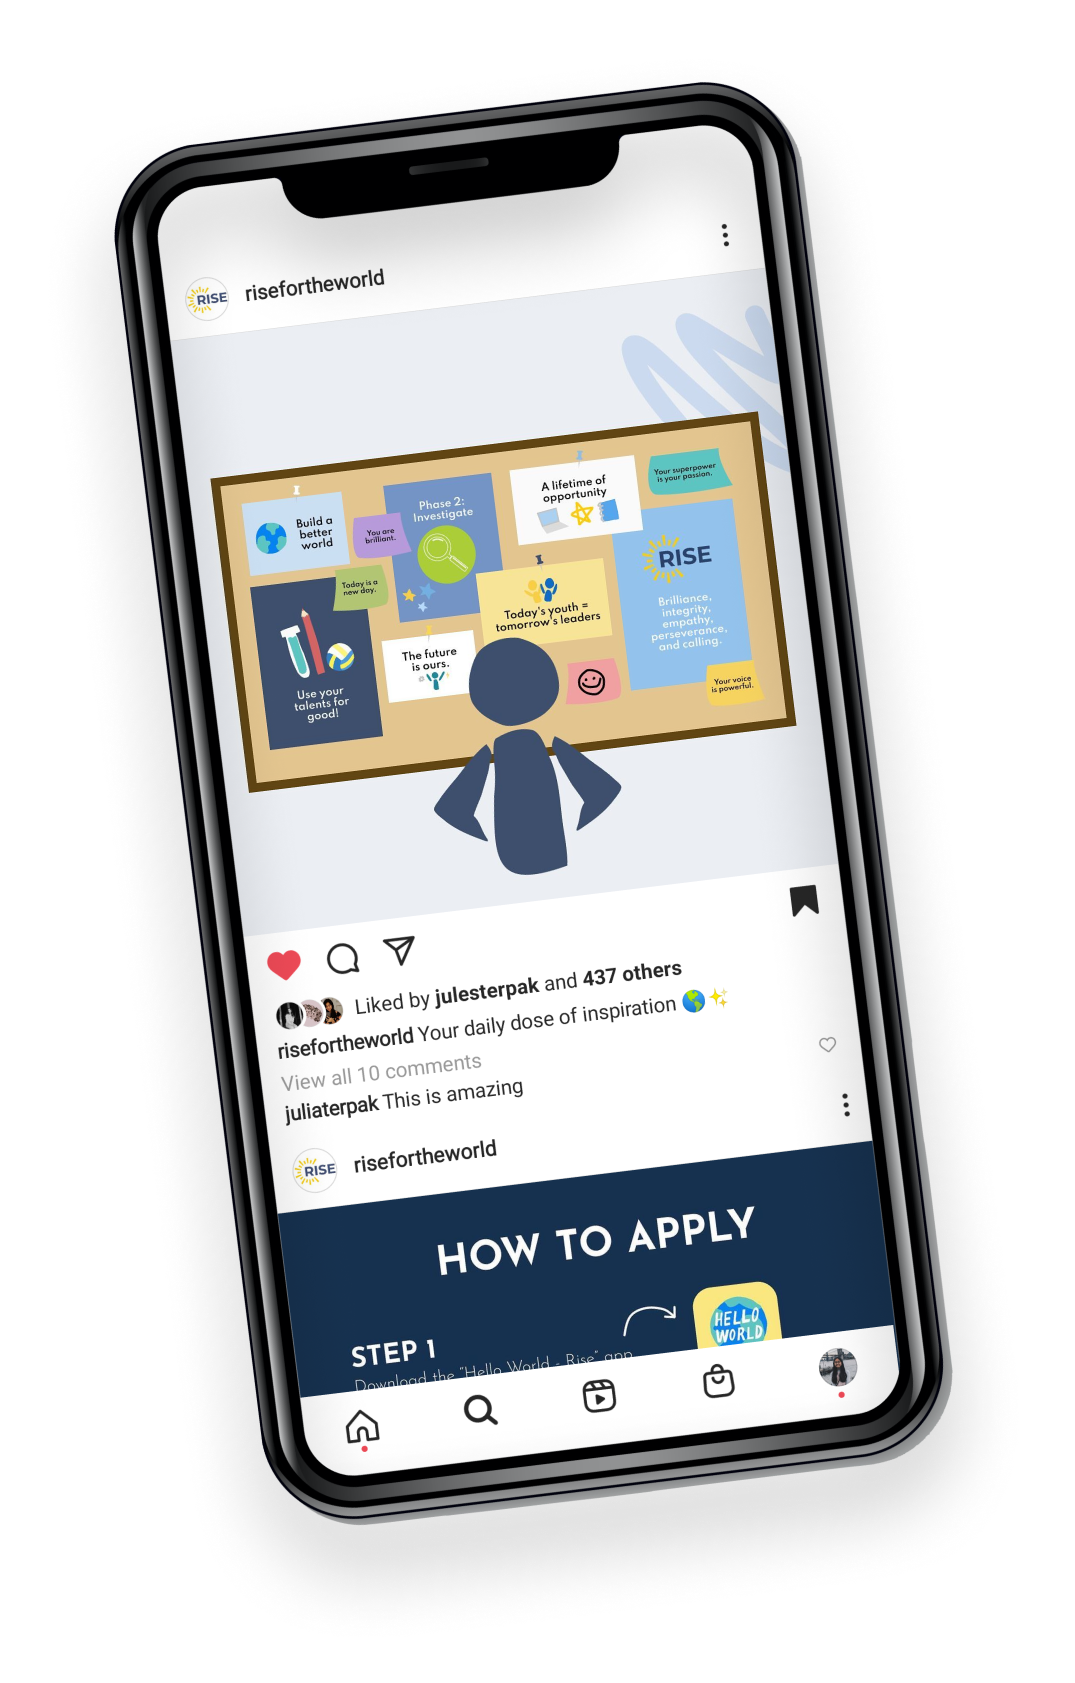 RISE
risefortheworld
Build a
better
world
You are
brilliant.
Phase 2:
Investigate
A lifetime of
opportunity
Your superpower
is your passion.
Today is a
new day.
RISE
Brilliance,
integrity,
empathy,
perseverance,
and calling.
Today's youth =
tomorrow's leaders
The future
is ours.
Use your
talents for
good!
Your voice
is powerful.
Liked by julesterpak and 437 others
risefortheworld Your daily dose of inspiration 🌎✨
View all 10 comments
juliaterpak This is amazing
RISE
risefortheworld
HOW TO APPLY
HELLO
WORLD
STEP 1
Download the "Hello World - Rise" app